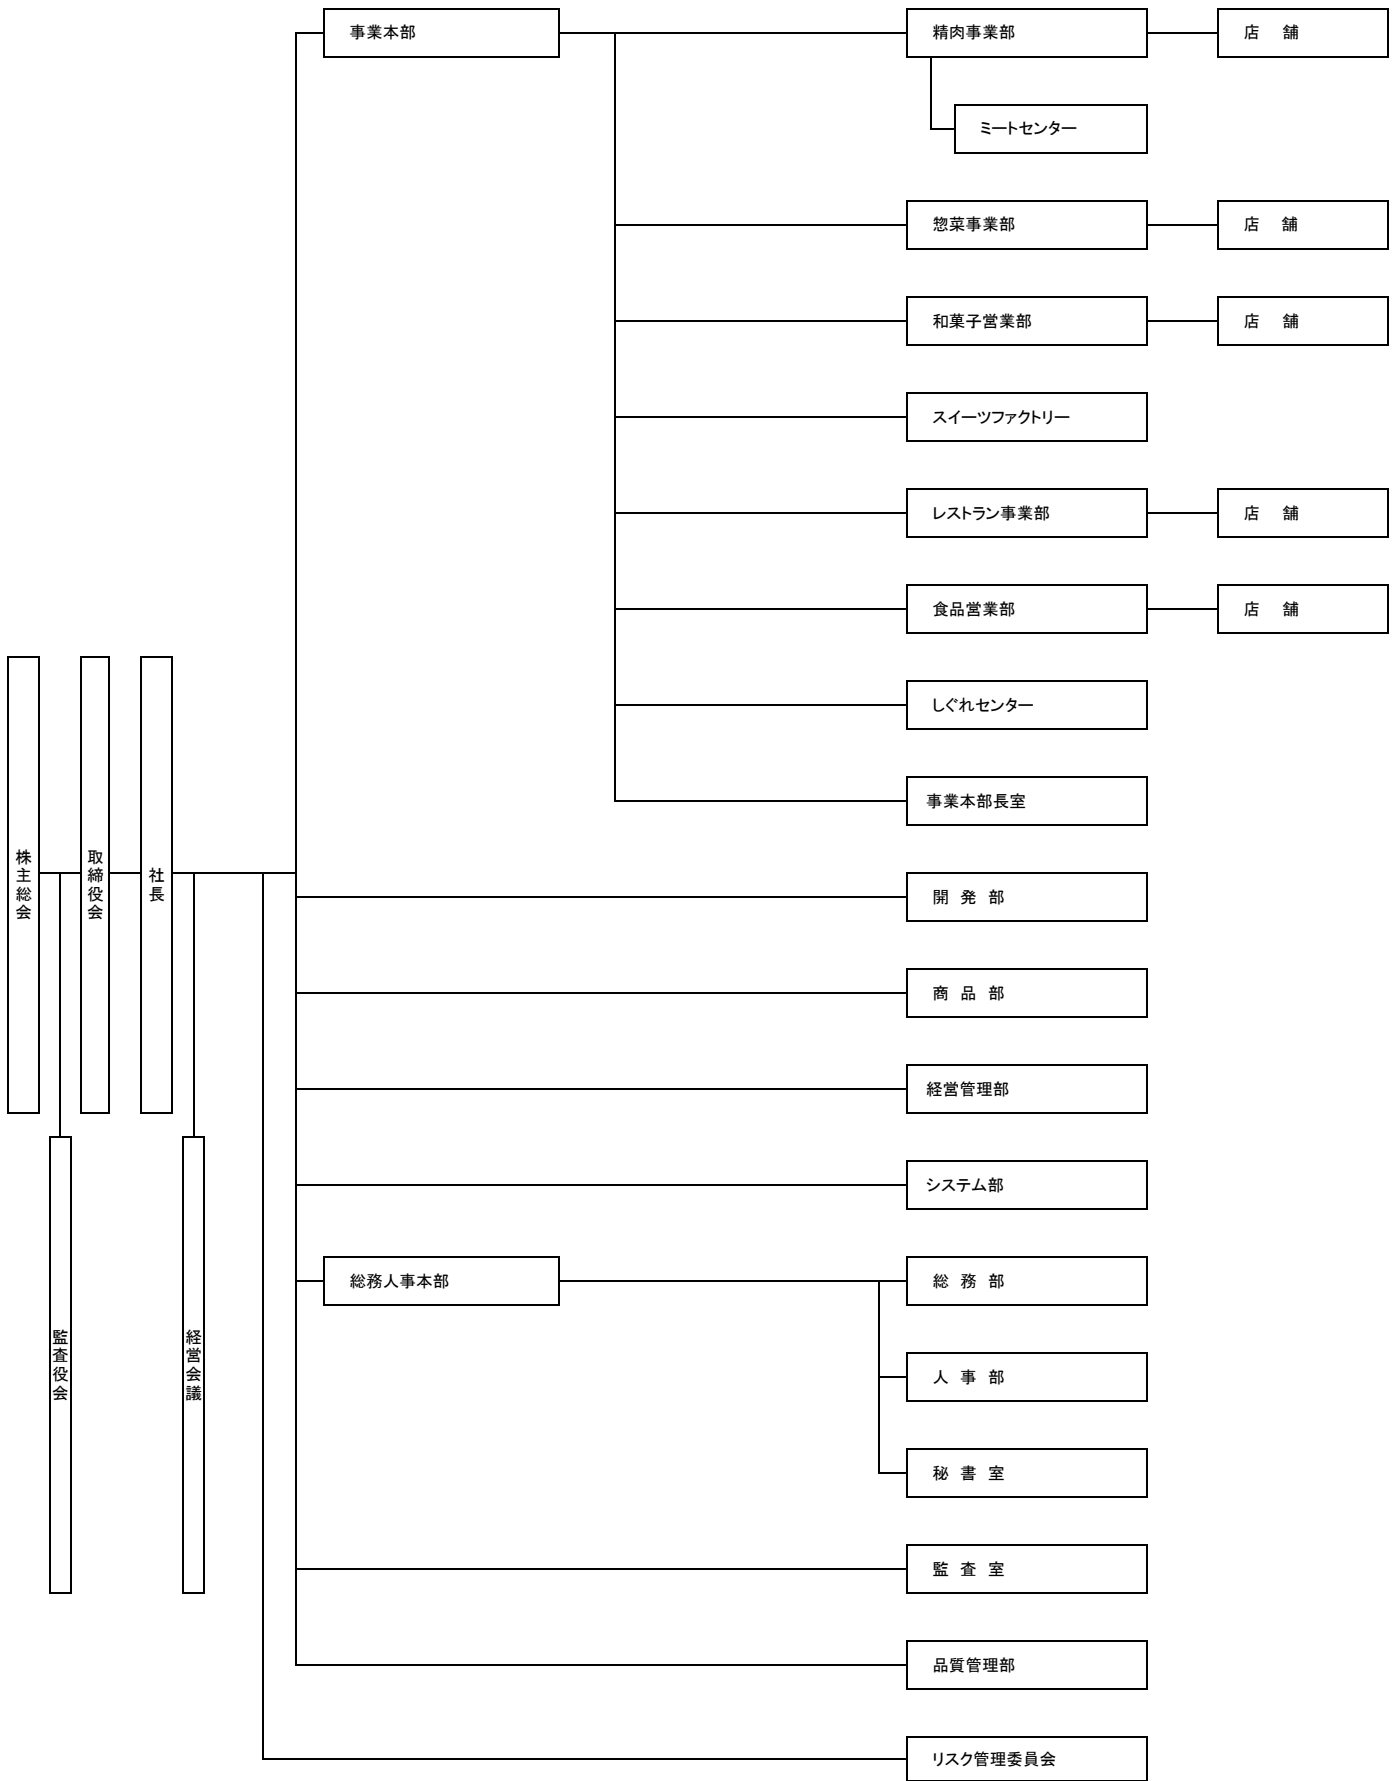 事業本部
精肉事業部
店　舗
ミートセンター
惣菜事業部
店　舗
和菓子営業部
店　舗
スイーツファクトリー
レストラン事業部
店　舗
食品営業部
店　舗
しぐれセンター
事業本部長室
株主総会
取締役会
社長
開 発 部
商 品 部
経営管理部
システム部
総務人事本部
総 務 部
監査役会
経営会議
人 事 部
秘 書 室
監 査 室
品質管理部
リスク管理委員会